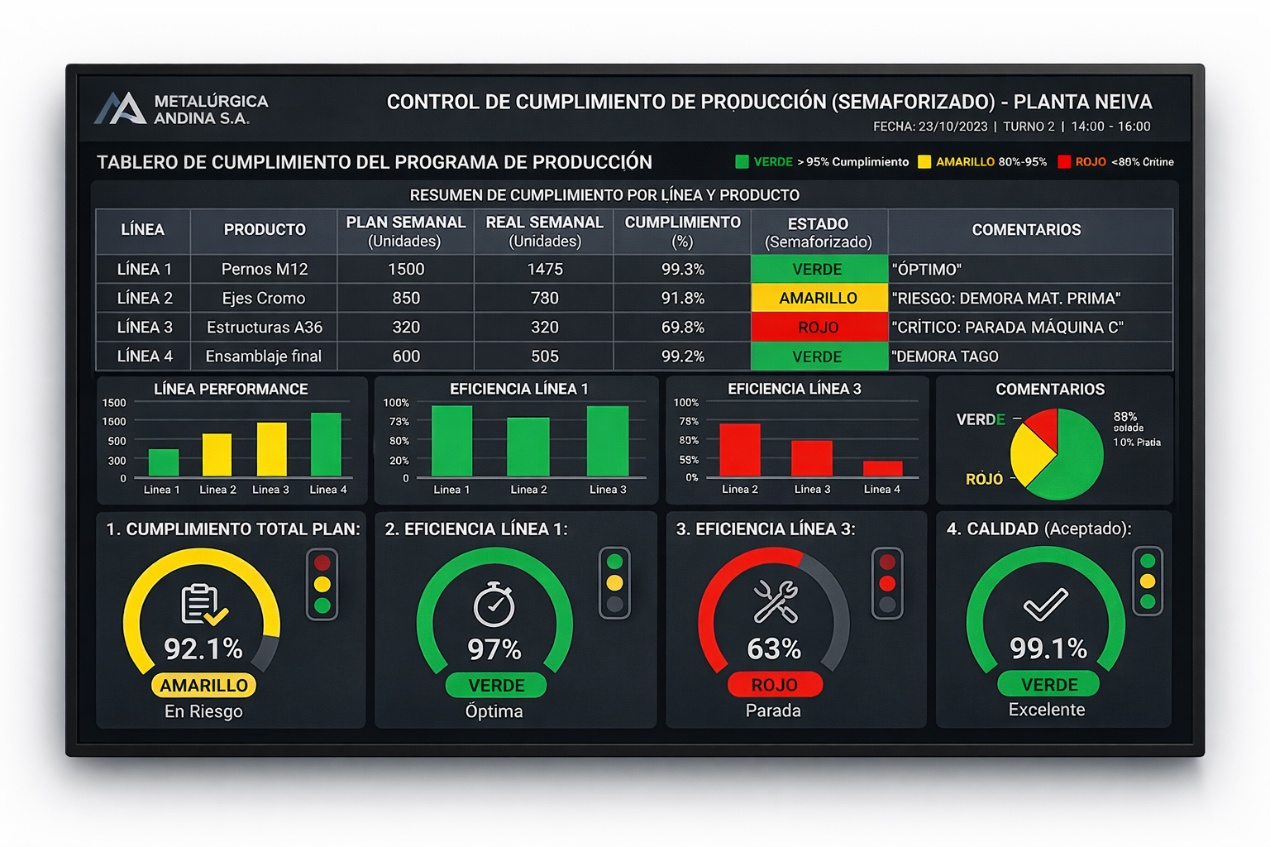 METALÚRGICA
ANDINA S.A.
CONTROL DE CUMPLIMIENTO DE PRODUCCIÓN (SEMAFORIZADO) - PLANTA NEIVA
FECHA: 23/10/2023 | TURNO 2 | 14:00 - 16:00
TABLERO DE CUMPLIMIENTO DEL PROGRAMA DE PRODUCCIÓN
VERDE > 95% Cumplimiento AMARILLO 80%-95% ROJO <80%
RESUMEN DE CUMPLIMIENTO POR LÍNEA Y PRODUCTO
LÍNEA PRODUCTO PLAN SEMANAL (Unidades) REAL SEMANAL (Unidades) CUMPLIMIENTO (%) ESTADO (Semaforizado) COMENTARIOS
LÍNEA 1 Pernos M12 1500 1475 99.3% VERDE "ÓPTIMO"
LÍNEA 2 Ejes Cromo 850 780 91.8% AMARILLO "RIESGO: DEMORA MAT. PRIMA"
LÍNEA 3 Estructuras A36 320 320 69.8% ROJO "CRÍTICO: PARADA MÁQUINA C"
LÍNEA 4 Ensamblaje final 600 505 99.2% VERDE "DEMORA TAGO
LÍNEA PERFORMANCE
1500
1600
500
300
0
Linea 1 Linea 2 Linea 3 Linea 4
EFICIENCIA LÍNEA 1
100%
73%
80%
20%
0
Linea 1 Linea 2 Linea 3
EFICIENCIA LÍNEA 3
100%
78%
80%
58%
0%
Linea 2 Linea 3 Linea 4
COMENTARIOS
VERDE
ROJO
88%
10%
1. CUMPLIMIENTO TOTAL PLAN:
92.1%
AMARILLO
En Riesgo
2. EFICIENCIA LÍNEA 1:
97%
VERDE
Óptima
3. EFICIENCIA LÍNEA 3:
63%
ROJO
Parada
4. CALIDAD (Aceptado):
99.1%
VERDE
Excelente